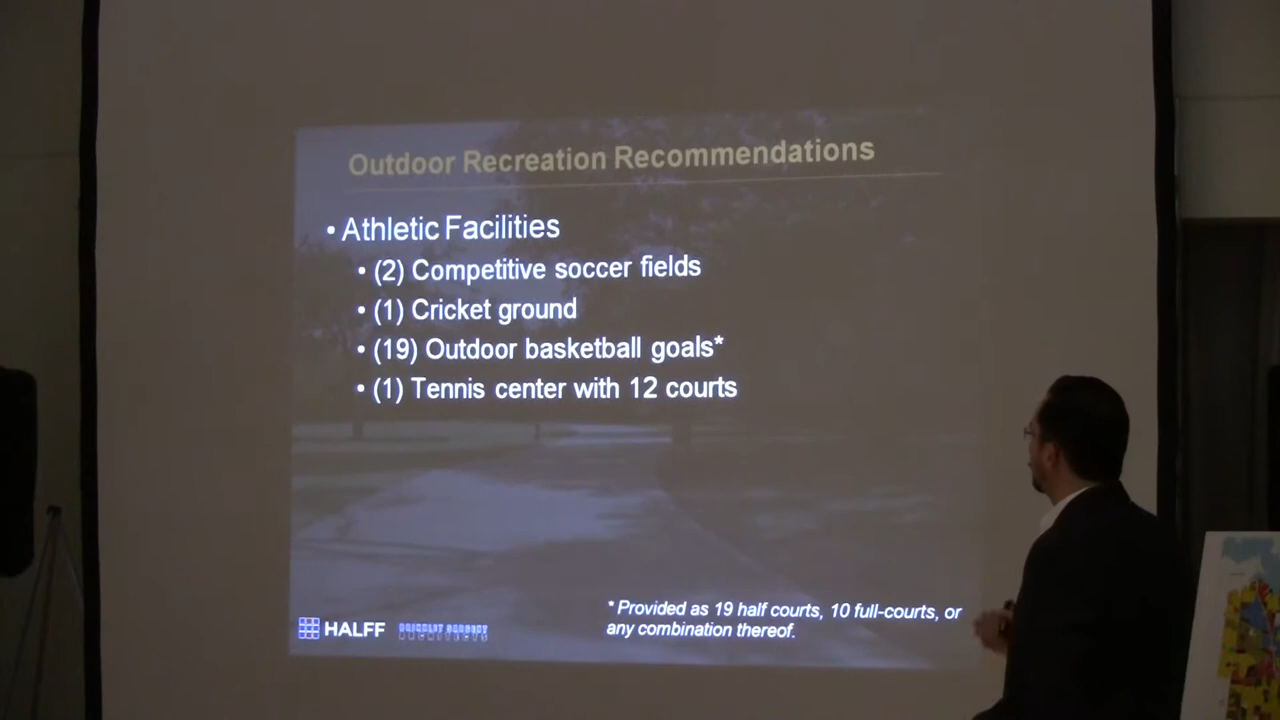 Outdoor Recreation Recommendations
• Athletic Facilities
• (2) Competitive soccer fields
• (1) Cricket ground
• (19) Outdoor basketball goals*
• (1) Tennis center with 12 courts
* Provided as 19 half courts, 10 full-courts, or
any combination thereof.
HALFF